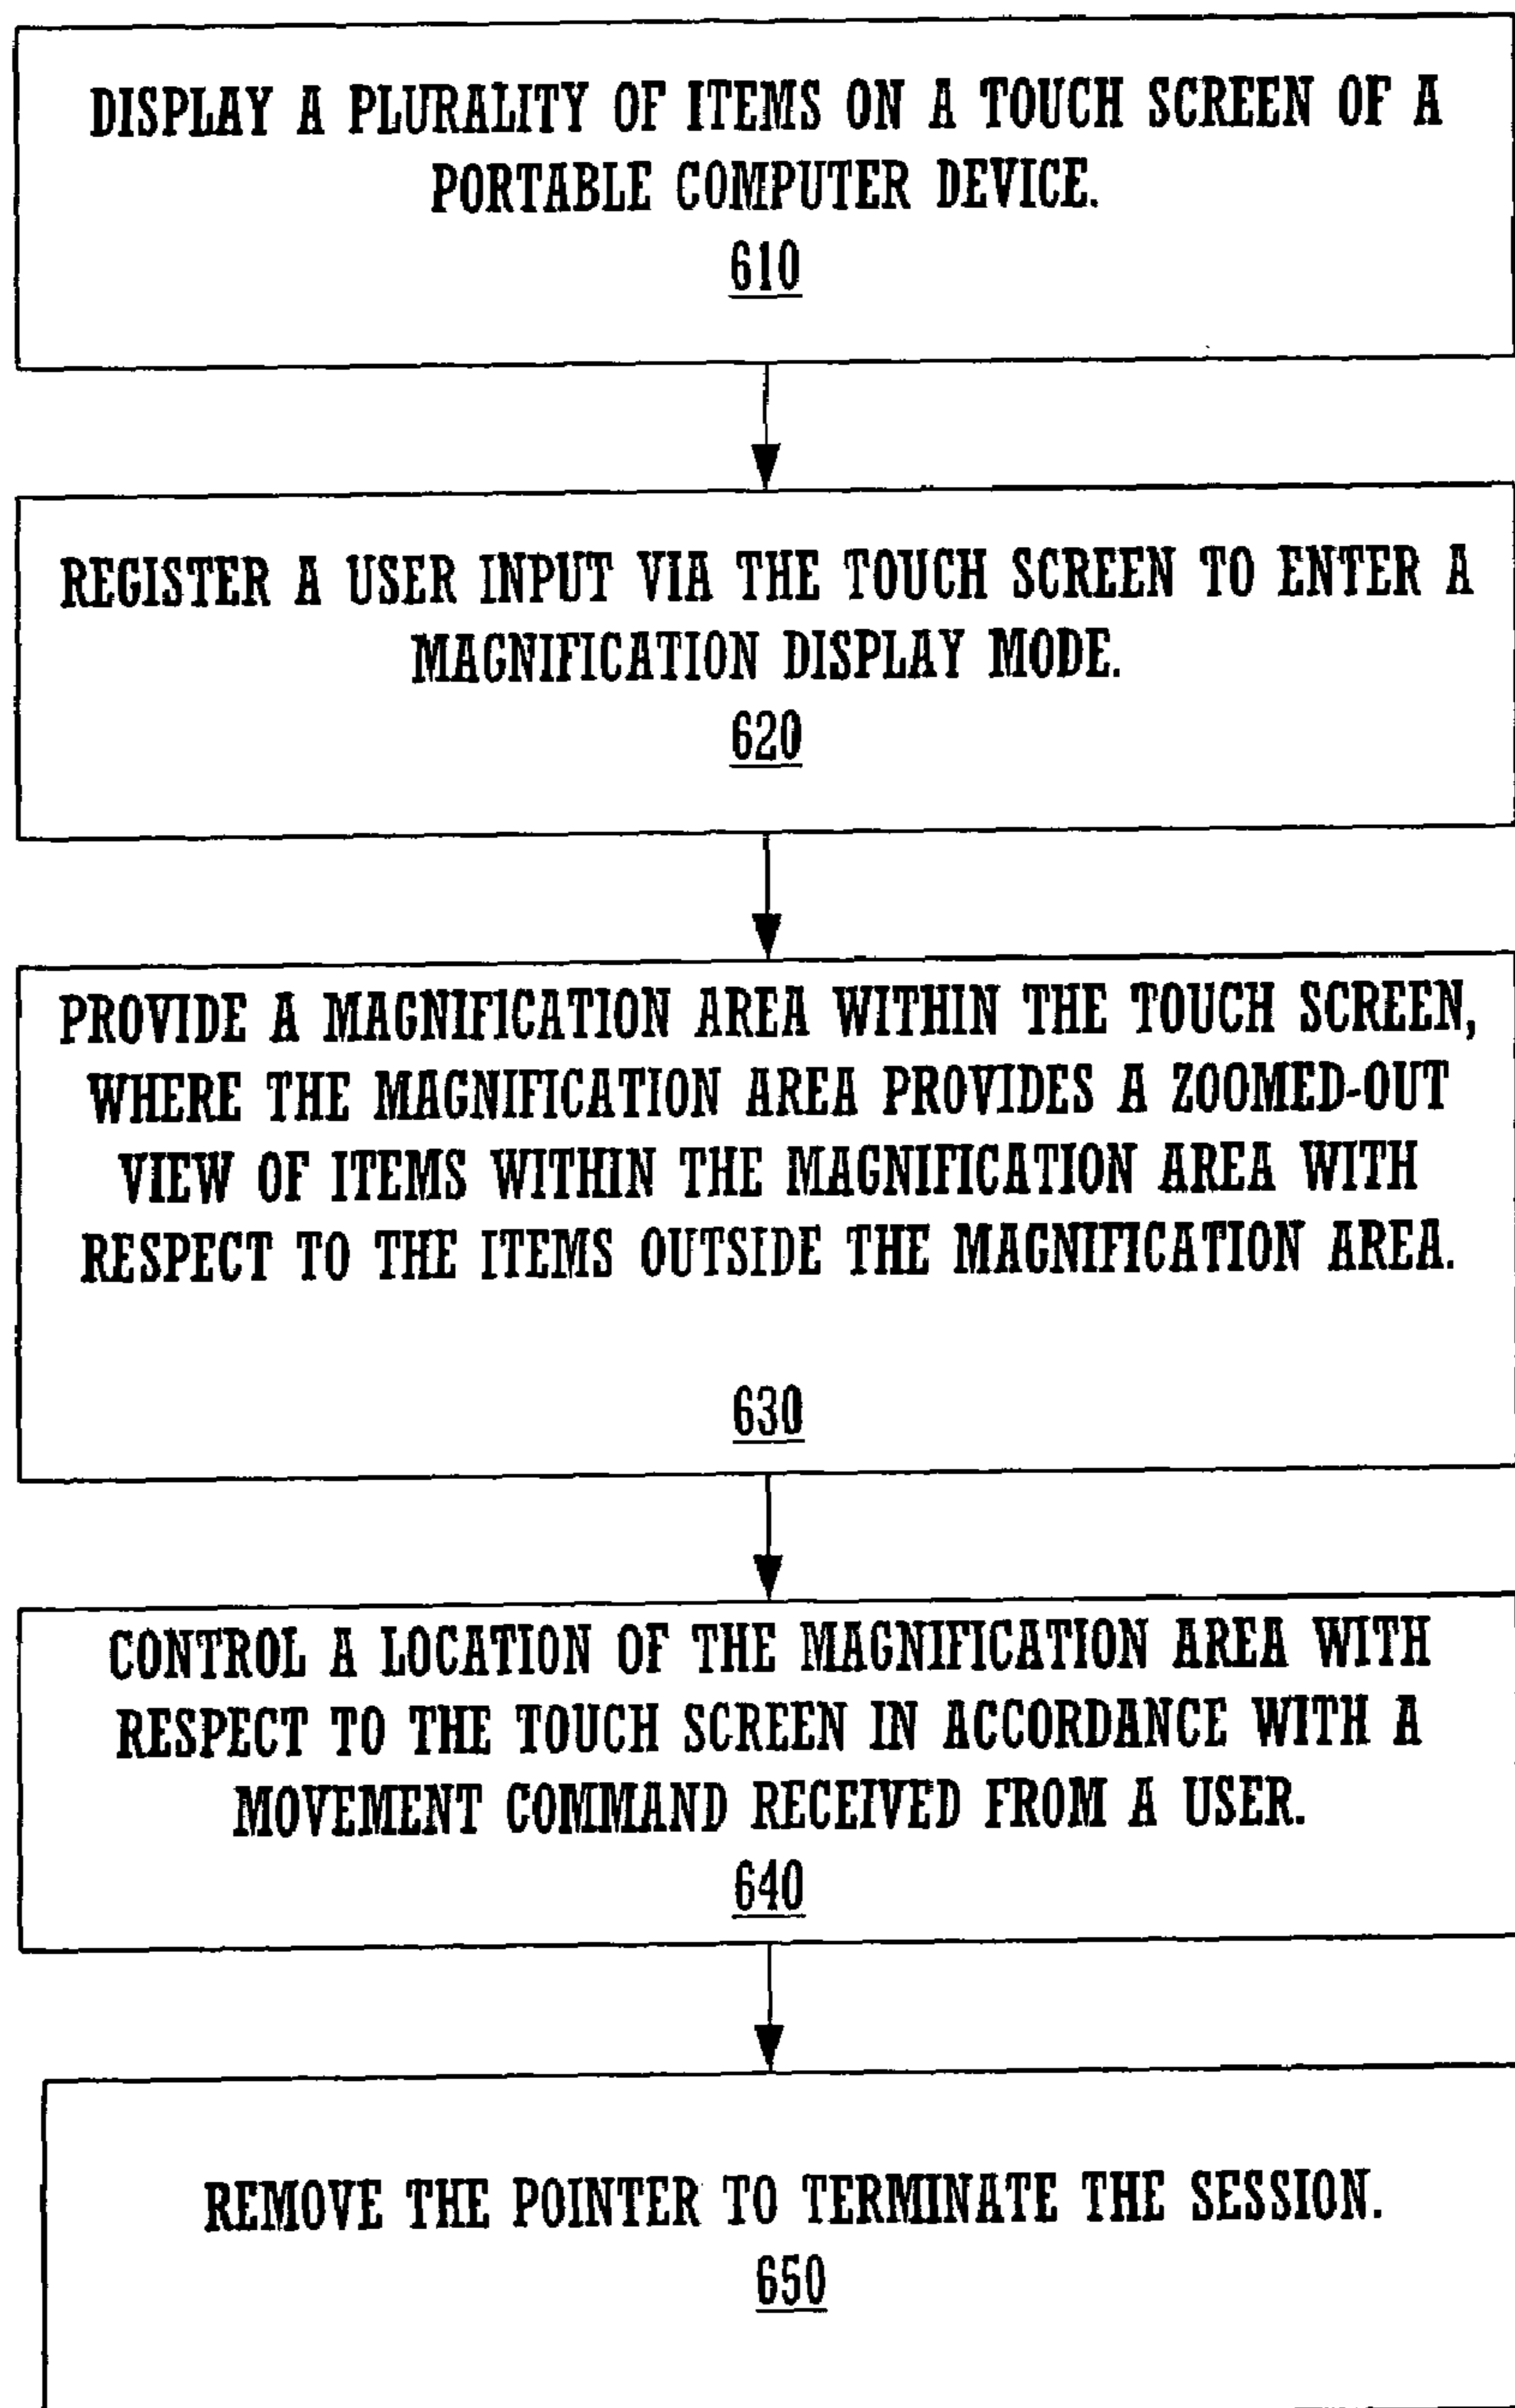 DISPLAY A PLURALITY OF ITEMS ON A TOUCH SCREEN OF A
PORTABLE COMPUTER DEVICE.
610
REGISTER A USER INPUT VIA THE TOUCH SCREEN TO ENTER A
MAGNIFICATION DISPLAY MODE.
620
PROVIDE A MAGNIFICATION AREA WITHIN THE TOUCH SCREEN,
WHERE THE MAGNIFICATION AREA PROVIDES A ZOOMED-OUT
VIEW OF ITEMS WITHIN THE MAGNIFICATION AREA WITH
RESPECT TO THE ITEMS OUTSIDE THE MAGNIFICATION AREA.
630
CONTROL A LOCATION OF THE MAGNIFICATION AREA WITH
RESPECT TO THE TOUCH SCREEN IN ACCORDANCE WITH A
MOVEMENT COMMAND RECEIVED FROM A USER.
640
REMOVE THE POINTER TO TERMINATE THE SESSION.
650